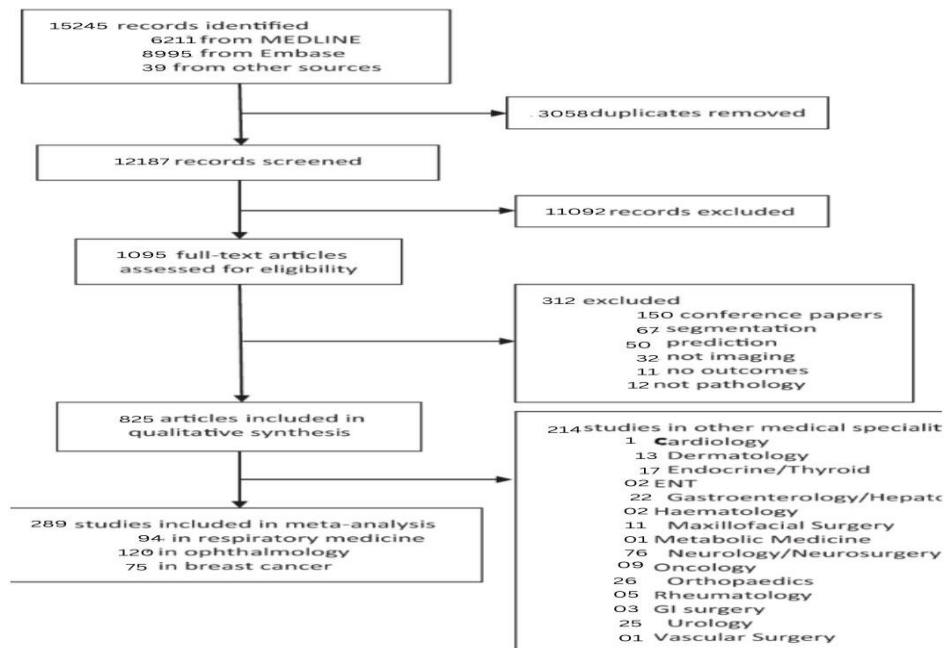 15245 records identified
6211 from MEDLINE
8995 from Embase
39 from other sources
. 3058 duplicates removed
12187 records screened
11092 records excluded
1095 full-text articles
assessed for eligibility
312 excluded
150 conference papers
67 segmentation
50 prediction
32 not imaging
11 no outcomes
12 not pathology
825 articles included in
qualitative synthesis
214 studies in other medical specialit
1 Cardiology
13 Dermatology
17 Endocrine/Thyroid
02 ENT
22 Gastroenterology/Hepato
02 Haematology
11 Maxillofacial Surgery
01 Metabolic Medicine
76 Neurology/Neurosurgery
09 Oncology
26 Orthopaedics
05 Rheumatology
03 GI surgery
25 Urology
01 Vascular Surgery
289 studies included in meta-analysis
94 in respiratory medicine
120 in ophthalmology
75 in breast cancer